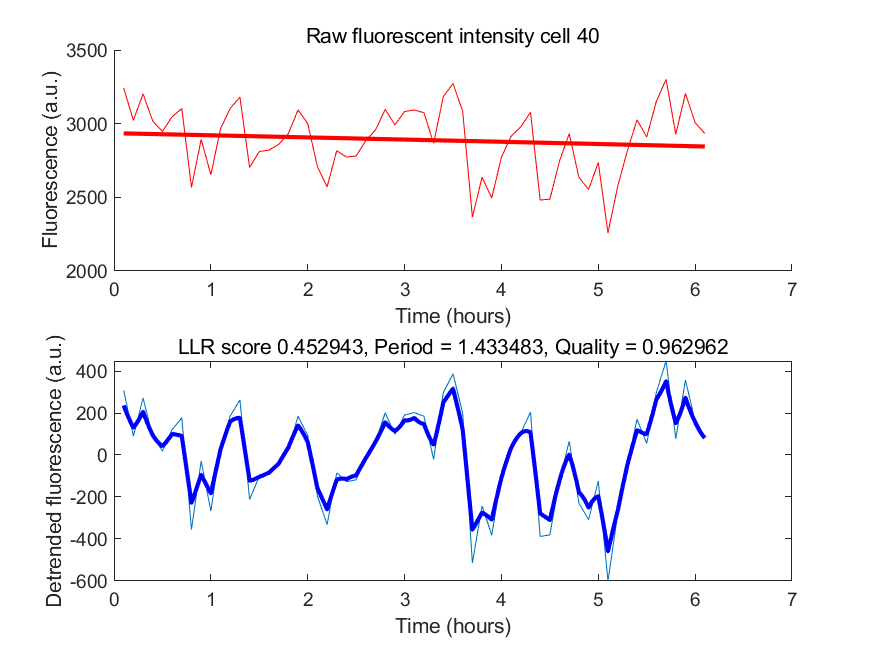 Raw fluorescent intensity cell 40
Fluorescence (a.u.)
3500
3000
2500
2000
0 1 2 3 4 5 6 7
Time (hours)
LLR score 0.452943, Period = 1.433483, Quality = 0.962962
Detrended fluorescence (a.u.)
400
200
0
-200
-400
-600
0 1 2 3 4 5 6 7
Time (hours)